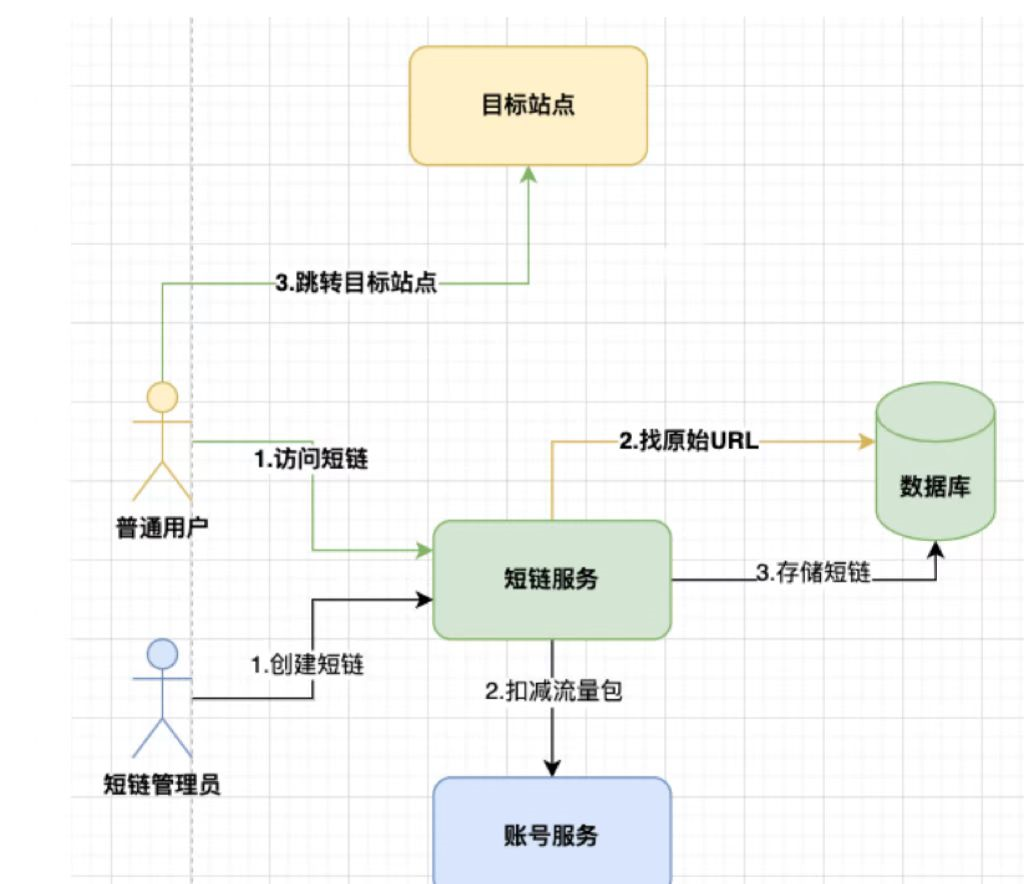 目标站点
3.跳转目标站点
2.找原始URL
1.访问短链
数据库
普通用户
短链服务
3.存储短链
1.创建短链
2.扣减流量包
短链管理员
账号服务